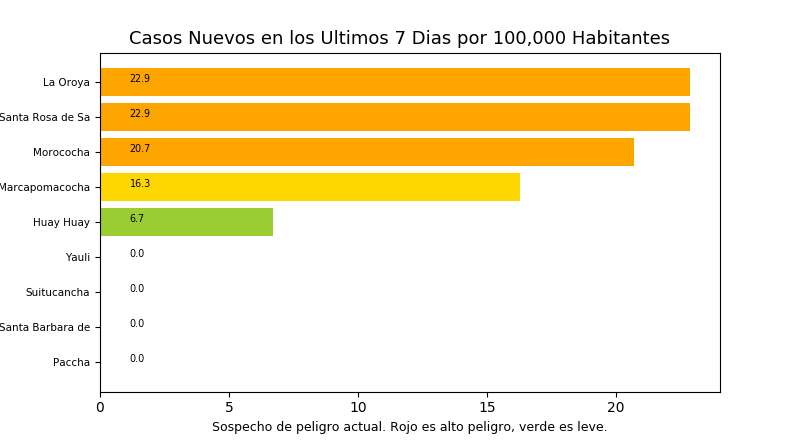 Casos Nuevos en los Ultimos 7 Dias por 100,000 Habitantes
La Oroya 22.9
Santa Rosa de Sa 22.9
Morococha 20.7
Marcapomacocha 16.3
Huay Huay 6.7
Yauli 0.0
Suitucancha 0.0
Santa Barbara de 0.0
Paccha 0.0
0 5 10 15 20
Sospecho de peligro actual. Rojo es alto peligro, verde es leve.